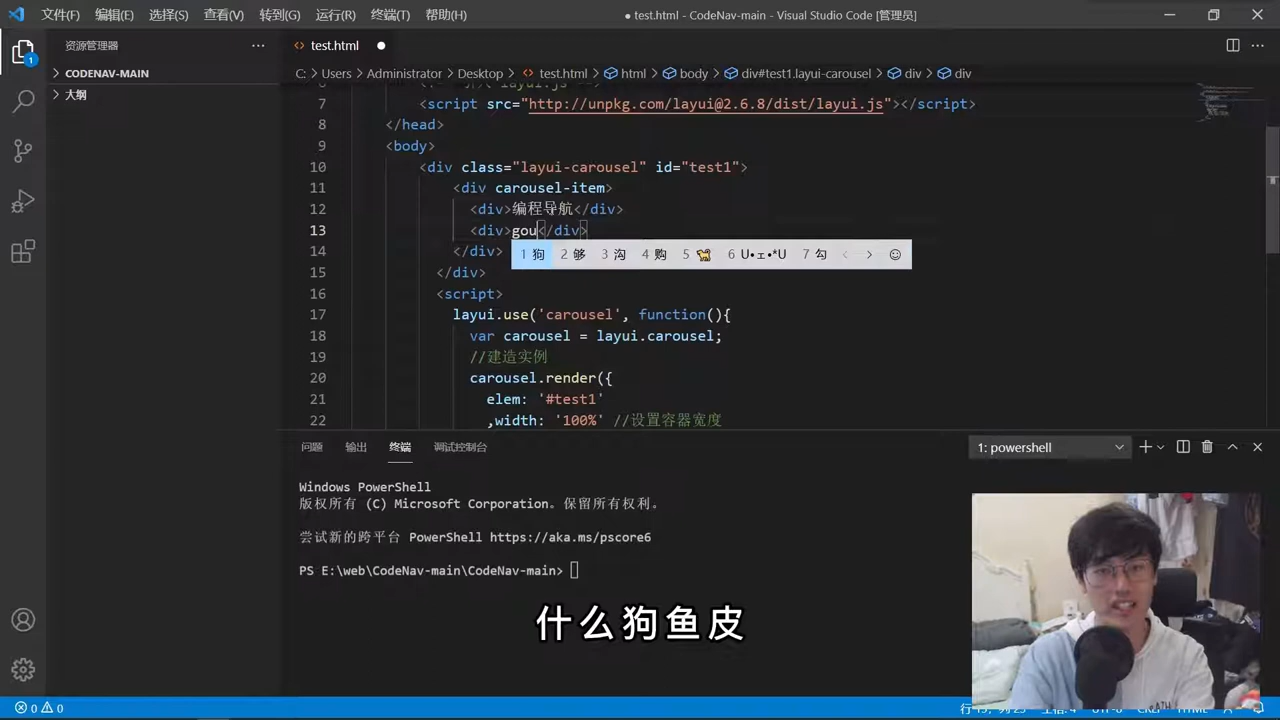 文件(F) 编辑(E) 选择(S) 查看(V) 转到(G) 运行(R) 终端(T) 帮助(H) ● test.html - CodeNav-main - Visual Studio Code [管理员]
资源管理器 ··· <> test.html ●
CODENAV-MAIN
大纲
C: > Users > Administrator > Desktop > <> test.html > html > body > div#test1.layui-carousel > div > div
7 <script src="http://unpkg.com/layui@2.6.8/dist/layui.js"></script>
8 </head>
9 <body>
10 <div class="layui-carousel" id="test1">
11 <div carousel-item>
12 <div>编程导航</div>
13 <div>gou</div>
1 狗 2 够 3 沟 4 购 5 🐕 6 U•ェ•*U 7 勾
14 </div>
15 </div>
16 <script>
17 layui.use('carousel', function(){
18 var carousel = layui.carousel;
19 //建造实例
20 carousel.render({
21 elem: '#test1'
22 ,width: '100%' //设置容器宽度
问题 输出 终端 调试控制台 1: powershell
Windows PowerShell
版权所有 (C) Microsoft Corporation。保留所有权利。
尝试新的跨平台 PowerShell https://aka.ms/pscore6
PS E:\web\CodeNav-main\CodeNav-main>
什么狗鱼皮
0 0